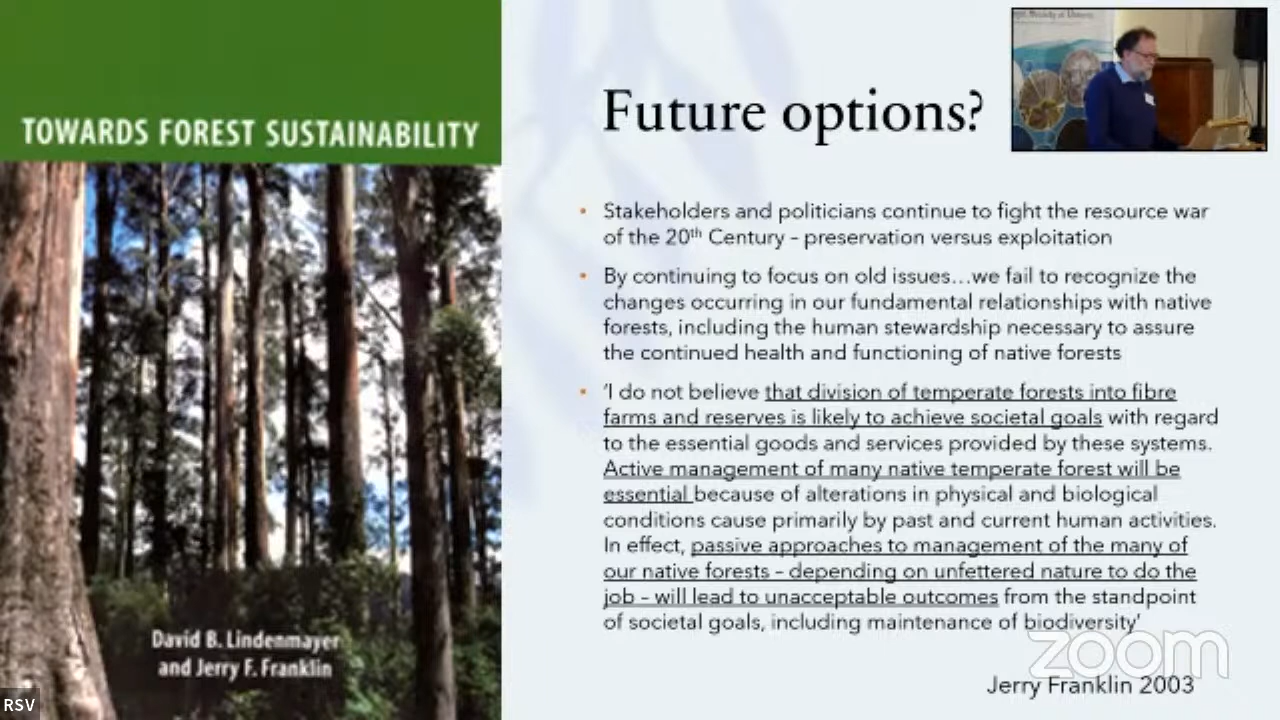 TOWARDS FOREST SUSTAINABILITY
David B. Lindenmayer
and Jerry F. Franklin
RSV
Future options?
• Stakeholders and politicians continue to fight the resource war
of the 20th Century – preservation versus exploitation
• By continuing to focus on old issues…we fail to recognize the
changes occurring in our fundamental relationships with native
forests, including the human stewardship necessary to assure
the continued health and functioning of native forests
• ‘I do not believe that division of temperate forests into fibre
farms and reserves is likely to achieve societal goals with regard
to the essential goods and services provided by these systems.
Active management of many native temperate forest will be
essential because of alterations in physical and biological
conditions cause primarily by past and current human activities.
In effect, passive approaches to management of the many of
our native forests – depending on unfettered nature to do the
job – will lead to unacceptable outcomes from the standpoint
of societal goals, including maintenance of biodiversity’
zoom
Jerry Franklin 2003